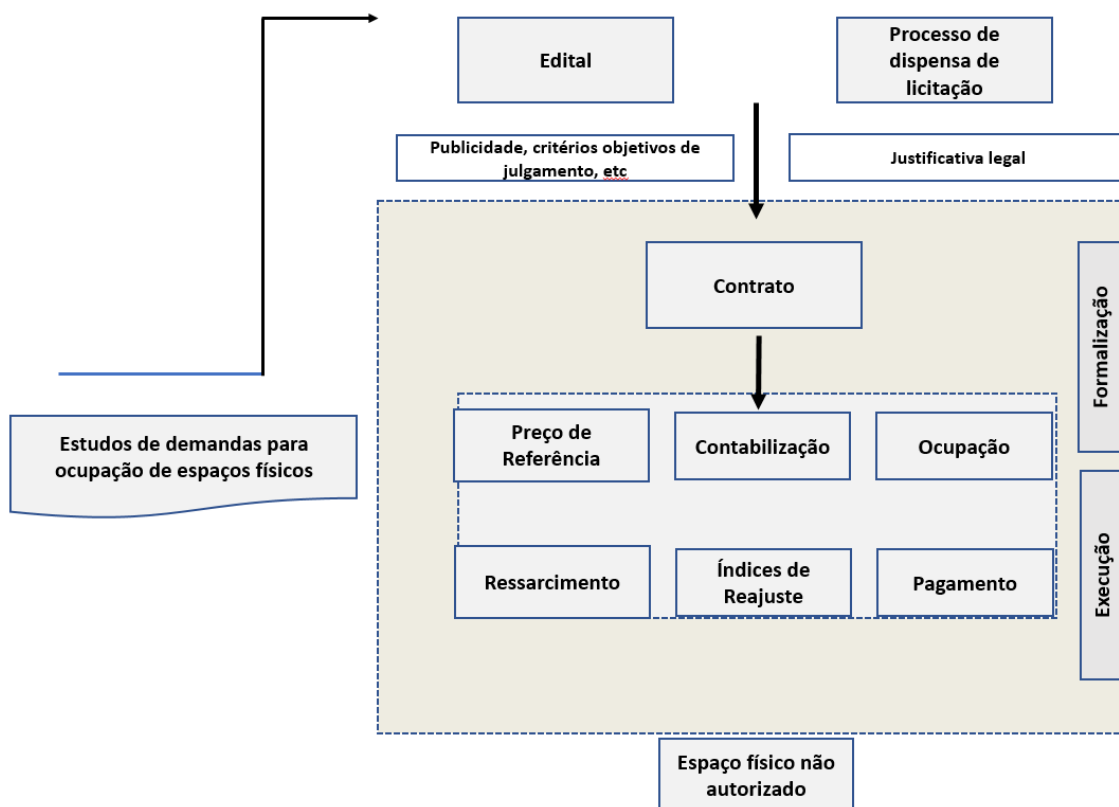 Edital
Processo de
dispensa de
licitação
Publicidade, critérios objetivos de
julgamento, etc
Justificativa legal
Contrato
Formalização
Estudos de demandas para
ocupação de espaços físicos
Preço de
Referência
Contabilização
Ocupação
Ressarcimento
Índices de
Reajuste
Pagamento
Execução
Espaço físico não
autorizado